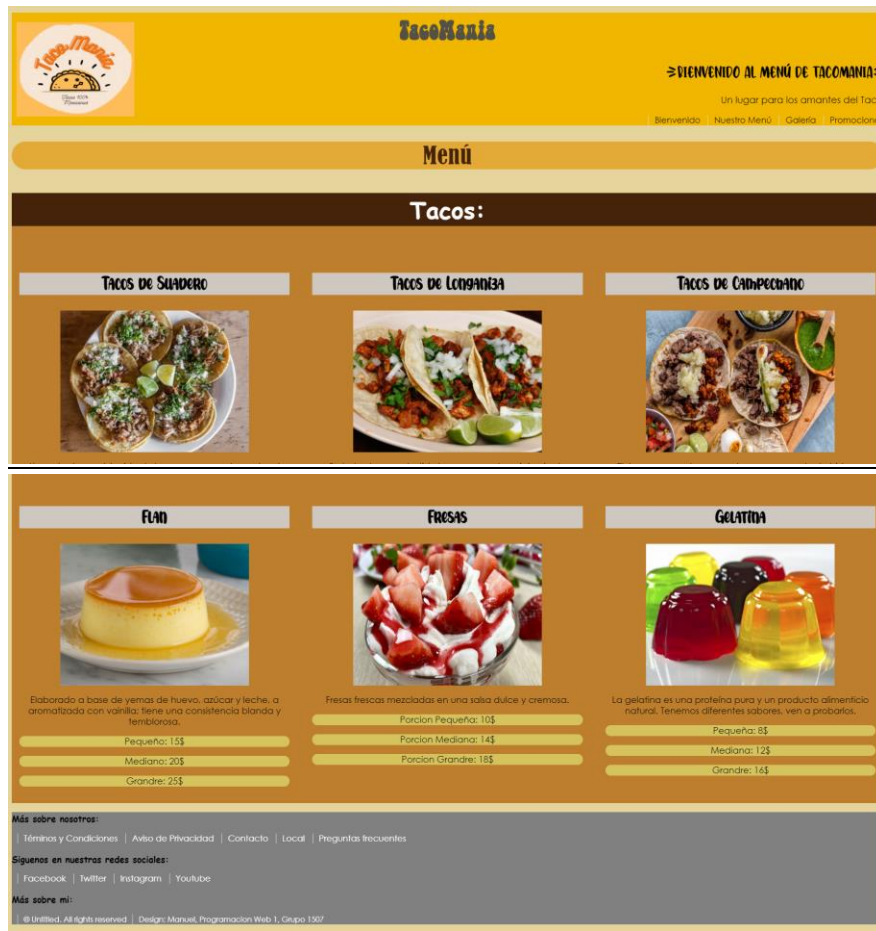 TacoMania
Taco Manía
BIENVENIDO AL MENÚ DE TACOMANIA
Un lugar para los amantes del Tac
Bienvenido Nuestro Menú Galería Promocione
Menú
Tacos:
Tacos de Suadero Tacos de Longaniza Tacos de Campechano
Flan Fresas Gelatina
Elaborado a base de yemas de huevo, azúcar y leche, a Fresas frescas mezcladas en una salsa dulce y cremosa. La gelatina es una proteína pura y un producto alimenticio
aromatizada con vainilla; tiene una consistencia blanda y natural. Tenemos diferentes sabores, ven a probarlos.
temblorosa.
Pequeño: 15$ Porcion Pequeña: 10$ Pequeña: 8$
Mediano: 20$ Porcion Mediana: 14$ Mediana: 12$
Grandre: 25$ Porcion Grandre: 18$ Grandre: 16$
Más sobre nosotros:
| Téminos y Condiciones | Aviso de Privacidad | Contacto | Local | Preguntas frecuentes
Siguenos en nuestras redes sociales:
| Facebook | Twitter | Instagram | Youtube
Más sobre mi:
| © Untitled. All rights reserved | Design: Manuel, Programacion Web 1, Grupo 1507